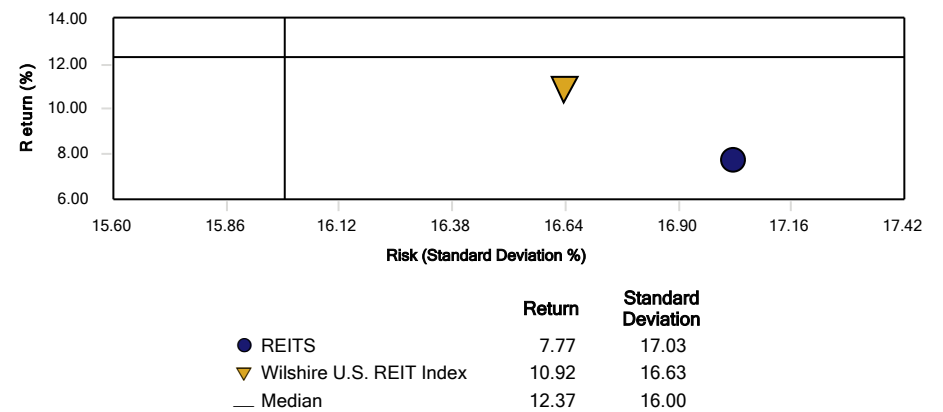 14.00
12.00
10.00
8.00
6.00
Return (%)
15.60 15.86 16.12 16.38 16.64 16.90 17.16 17.42
Risk (Standard Deviation %)
Return Standard Deviation
REITS 7.77 17.03
Wilshire U.S. REIT Index 10.92 16.63
Median 12.37 16.00